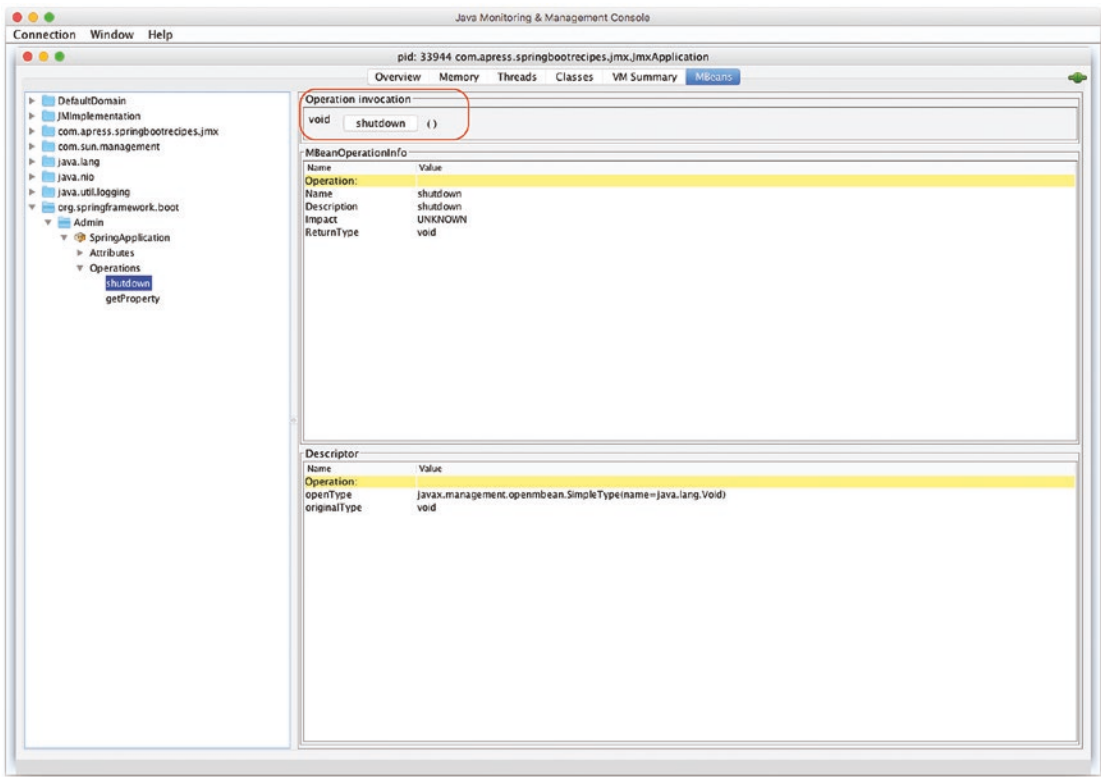 Java Monitoring & Management Console
Connection Window Help
pid: 33944 com.apress.springbootrecipes.jmx.JmxApplication
Overview Memory Threads Classes VM Summary MBeans
DefaultDomain
JMImplementation
com.apress.springbootrecipes.jmx
com.sun.management
java.lang
java.nio
java.util.logging
org.springframework.boot
Admin
SpringApplication
Attributes
Operations
shutdown
getProperty
Operation invocation
void shutdown ()
MBeanOperationInfo
Name Value
Operation:
Name shutdown
Description shutdown
Impact UNKNOWN
ReturnType void
Descriptor
Name Value
Operation:
openType javax.management.openmbean.SimpleType(name=java.lang.Void)
originalType void